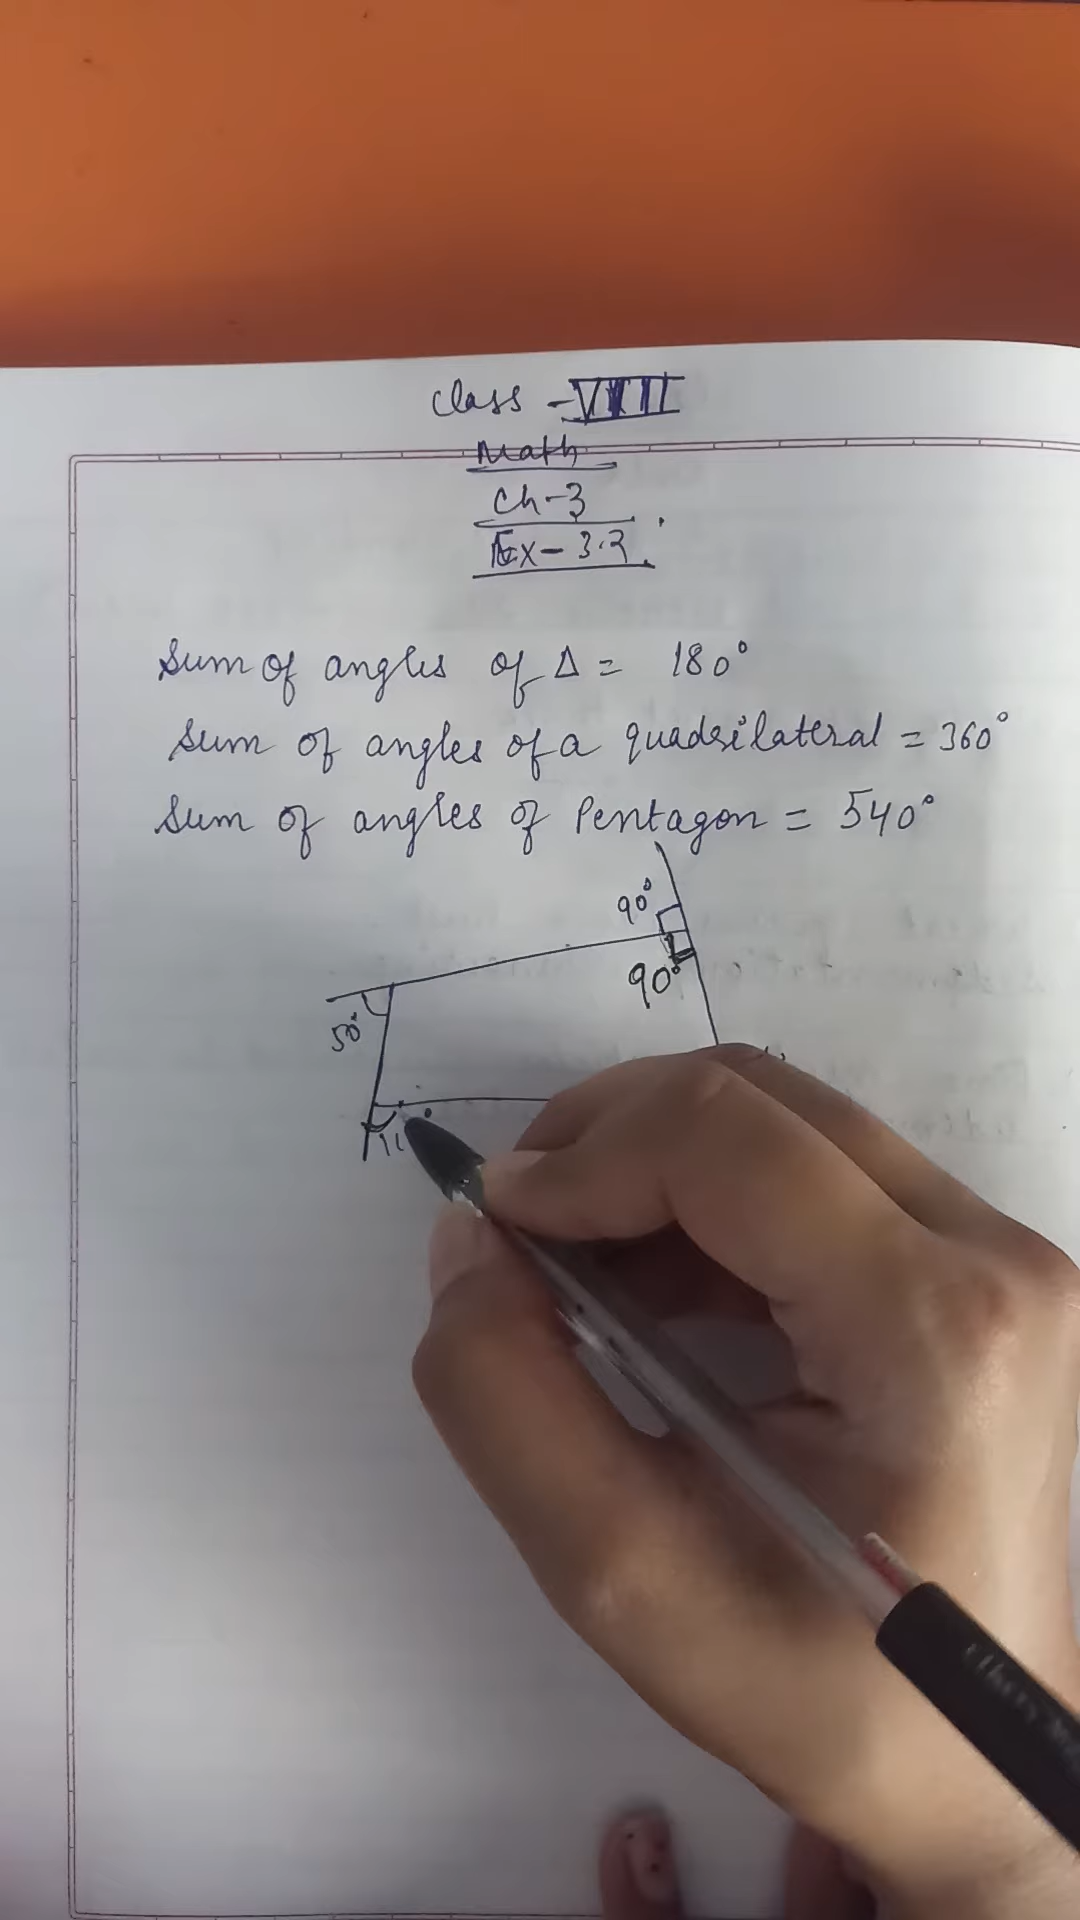 Class - VIII
Math
Ch-3
Ex - 3.2
Sum of angles of Δ = 180°
Sum of angles of a quadrilateral = 360°
Sum of angles of Pentagon = 540°
90°
90°
50°